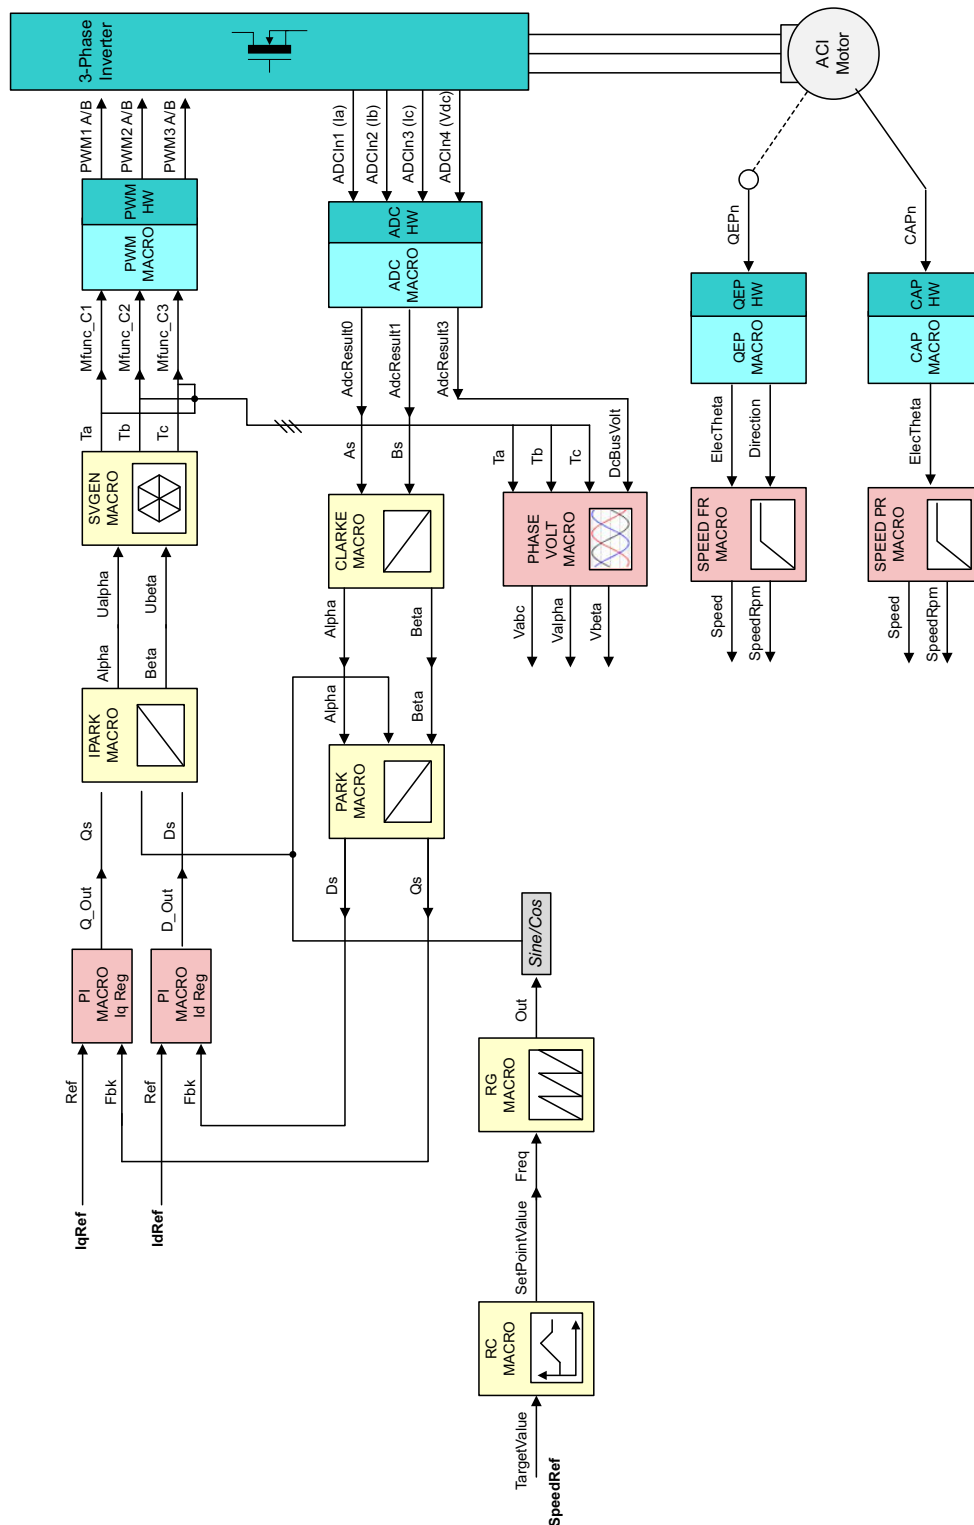 3-Phase
Inverter
ACI
Motor
PWM1 A/B
PWM2 A/B
PWM3 A/B
ADCIn1 (Ia)
ADCIn2 (Ib)
ADCIn3 (Ic)
ADCIn4 (Vdc)
QEPn
CAPn
PWM
HW
PWM
MACRO
ADC
HW
ADC
MACRO
QEP
HW
QEP
MACRO
CAP
HW
CAP
MACRO
Mfunc_C1
Mfunc_C2
Mfunc_C3
Ta
Tb
Tc
AdcResult0
AdcResult1
AdcResult3
As
Bs
Ta
Tb
Tc
DcBusVolt
ElecTheta
Direction
ElecTheta
SVGEN
MACRO
CLARKE
MACRO
PHASE
VOLT
MACRO
SPEED FR
MACRO
SPEED PR
MACRO
Ualpha
Ubeta
Alpha
Beta
Alpha
Beta
Alpha
Beta
Vabc
Valpha
Vbeta
Speed
SpeedRpm
Speed
SpeedRpm
IPARK
MACRO
PARK
MACRO
Qs
Ds
Q_Out
D_Out
Ds
Qs
PI
MACRO
Iq Reg
PI
MACRO
Id Reg
Sine/Cos
Ref
Fbk
Ref
Fbk
Out
RG
MACRO
IqRef
IdRef
Freq
SetPointValue
RC
MACRO
TargetValue
SpeedRef